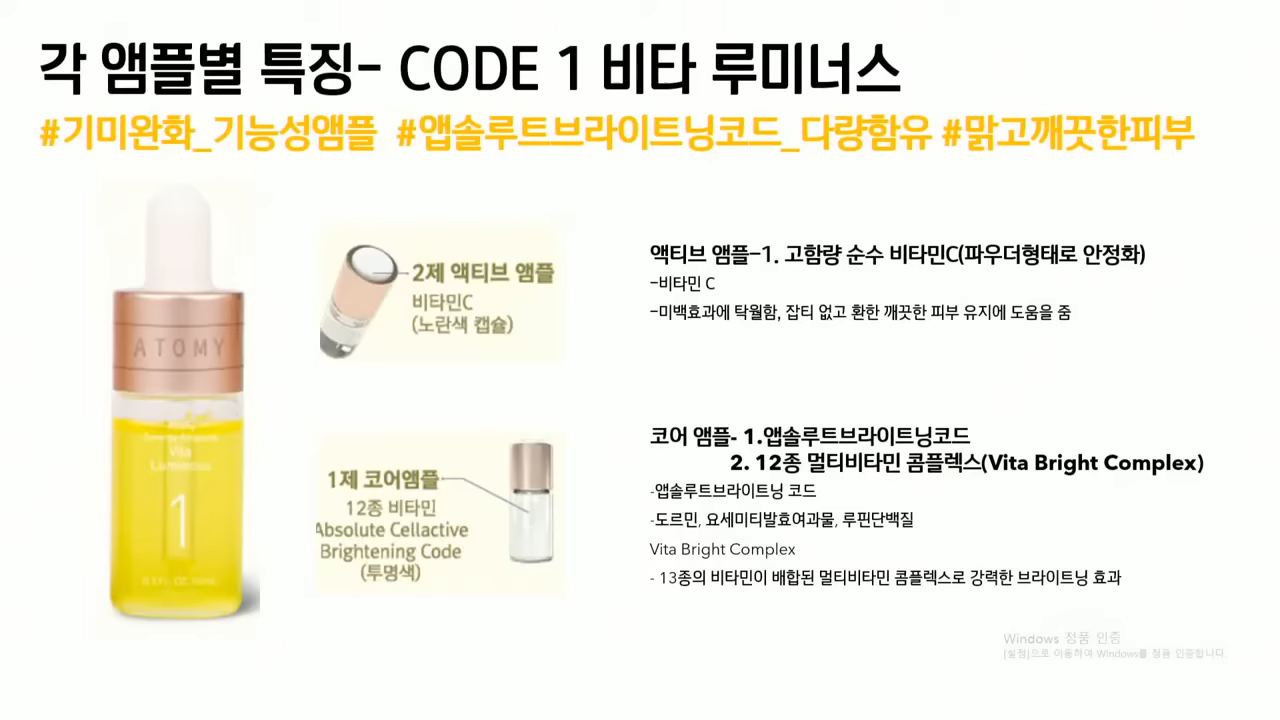 각 앰플별 특징- CODE 1 비타 루미너스
#기미완화_기능성앰플 #앱솔루트브라이트닝코드_다량함유 #맑고깨끗한피부
ATOMY
Vita
Luminous
1
2제 액티브 앰플
비타민C
(노란색 캡슐)
액티브 앰플-1. 고함량 순수 비타민C(파우더형태로 안정화)
-비타민 C
-미백효과에 탁월함, 잡티 없고 환한 깨끗한 피부 유지에 도움을 줌
1제 코어앰플
12종 비타민
Absolute Cellactive
Brightening Code
(투명색)
코어 앰플- 1.앱솔루트브라이트닝코드
2. 12종 멀티비타민 콤플렉스(Vita Bright Complex)
-앱솔루트브라이트닝 코드
-도르민, 요세미티발효여과물, 루핀단백질
Vita Bright Complex
- 13종의 비타민이 배합된 멀티비타민 콤플렉스로 강력한 브라이트닝 효과
Windows 정품 인증
[설정]으로 이동하여 Windows를 정품 인증합니다.